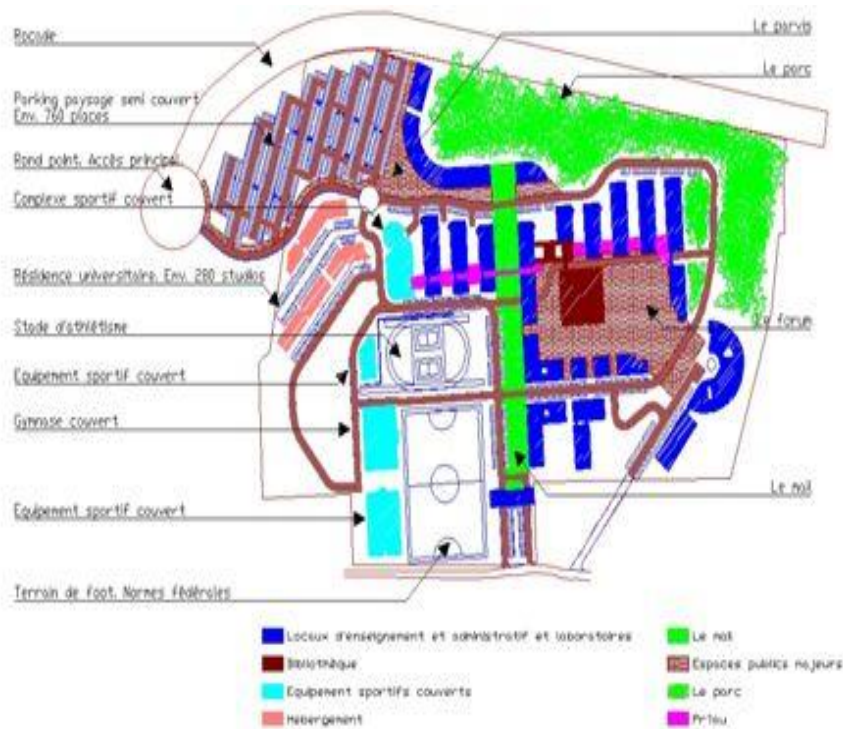 Rocade
Parking paysage semi couvert
Env. 760 places
Rond point. Accès principal.
Complexe sportif couvert
Résidence universitaire. Env. 280 studios
Stade d'athlétisme
Equipement sportif couvert
Gymnase couvert
Equipement sportif couvert
Terrain de foot. Normes fédérales
Le parvis
Le parc
Le forum
Le mail
Locaux d'enseignement et administratif et laboratoires
Bibliothèque
Equipement sportifs couverts
Hébergement
Le mail
Espaces publics majeurs
Le parc